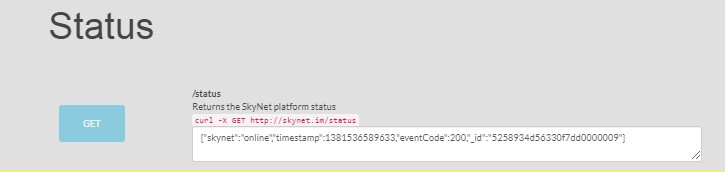 Status
/status
Returns the SkyNet platform status
curl -X GET http://skynet.im/status
GET
{"skynet":"online","timestamp":1381536589633,"eventCode":200,"_id":"5258934d56330f7dd0000009"}